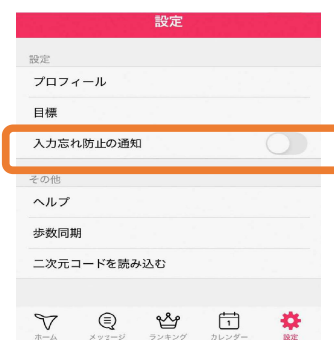 設定
設定
プロフィール
目標
入力忘れ防止の通知
その他
ヘルプ
歩数同期
二次元コードを読み込む
1
ホーム メッセージ ランキング カレンダー 設定